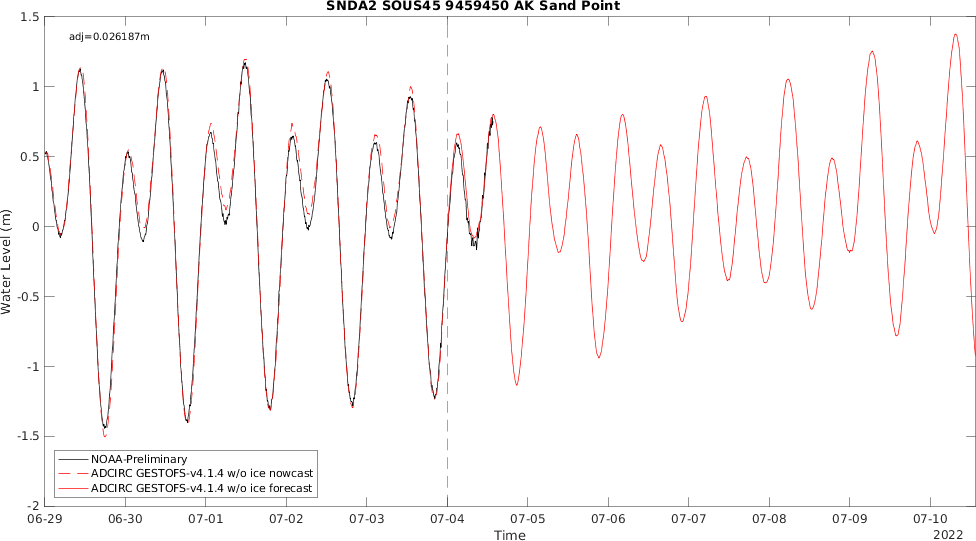 SNDA2 SOUS45 9459450 AK Sand Point
adj=0.026187m
Water Level (m)
1.5
1
0.5
0
-0.5
-1
-1.5
-2
NOAA-Preliminary
ADCIRC GESTOFS-v4.1.4 w/o ice nowcast
ADCIRC GESTOFS-v4.1.4 w/o ice forecast
06-29 06-30 07-01 07-02 07-03 07-04 07-05 07-06 07-07 07-08 07-09 07-10
Time
2022